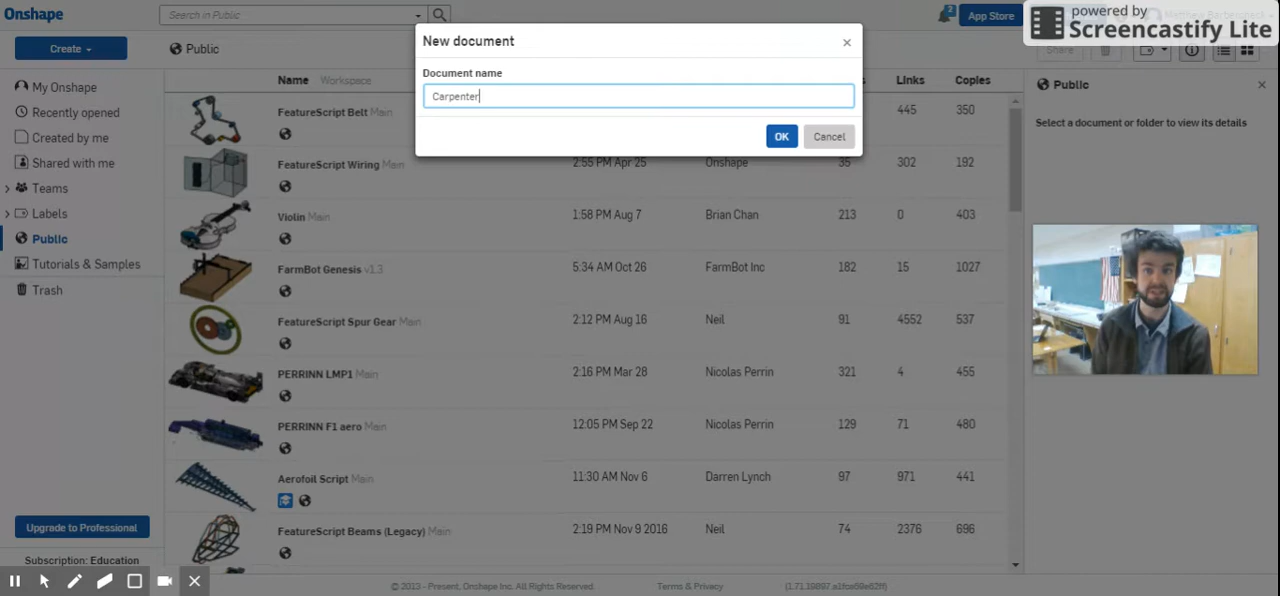 Onshape
Search in Public
2
App Store
powered by
Screencastify Lite
New document
Document name
Carpenter
OK
Cancel
Create
Public
Share
My Onshape
Recently opened
Created by me
Shared with me
Teams
Labels
Public
Tutorials & Samples
Trash
Upgrade to Professional
Subscription: Education
Name Workspace
Links
Copies
FeatureScript Belt Main
445
350
FeatureScript Wiring Main
2:55 PM Apr 25
Onshape
35
302
192
Violin Main
1:58 PM Aug 7
Brian Chan
213
0
403
FarmBot Genesis v1.3
5:34 AM Oct 26
FarmBot Inc
182
15
1027
FeatureScript Spur Gear Main
2:12 PM Aug 16
Neil
91
4552
537
PERRINN LMP1 Main
2:16 PM Mar 28
Nicolas Perrin
321
4
455
PERRINN F1 aero Main
12:05 PM Sep 22
Nicolas Perrin
129
71
480
Aerofoil Script Main
11:30 AM Nov 6
Darren Lynch
97
971
441
FeatureScript Beams (Legacy) Main
2:19 PM Nov 9 2016
Neil
74
2376
696
Public
Select a document or folder to view its details
© 2013 - Present, Onshape Inc. All Rights Reserved.
Terms & Privacy